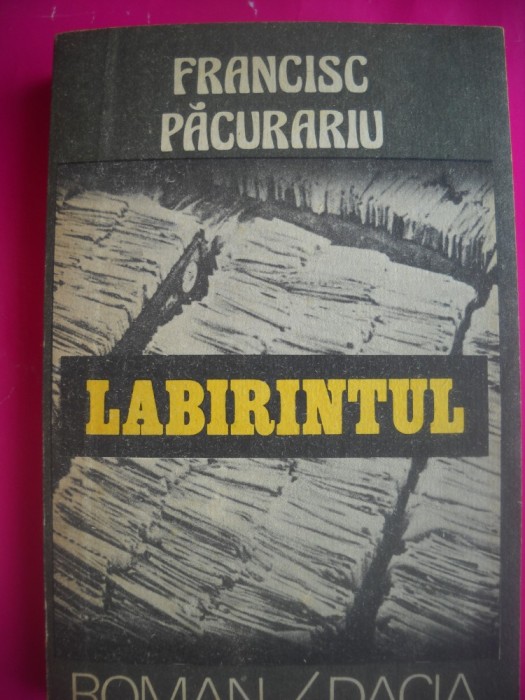 FRANCISC
PĂCURARIU
LABIRINTUL
ROMAN / DACIA